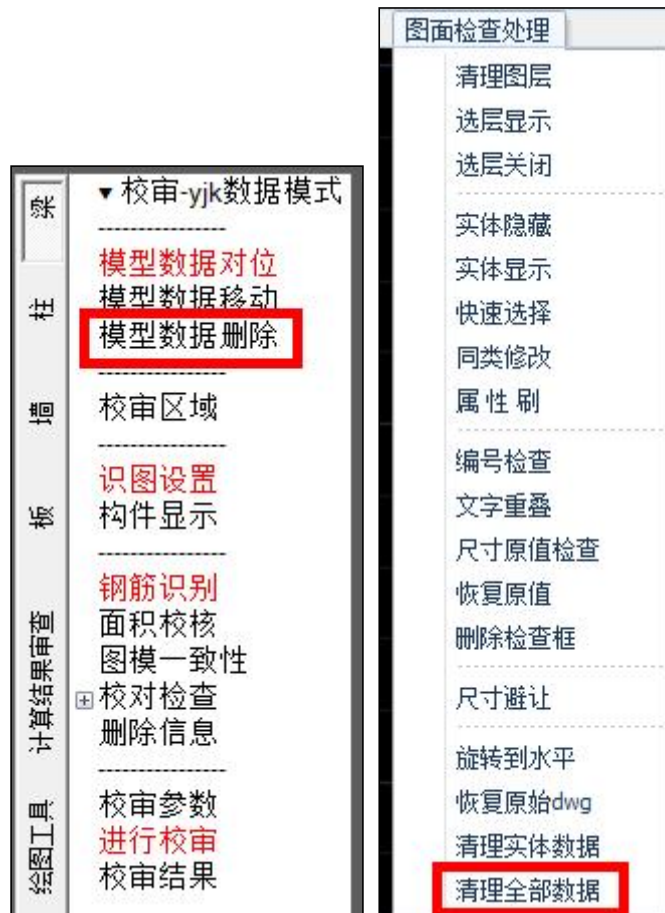 梁
柱
墙
板
计算结果审查
绘图工具
▼校审-yjk数据模式
模型数据对位
模型数据移动
模型数据删除
校审区域
识图设置
构件显示
钢筋识别
面积校核
图模一致性
校对检查
删除信息
校审参数
进行校审
校审结果
图面检查处理
清理图层
选层显示
选层关闭
实体隐藏
实体显示
快速选择
同类修改
属性刷
编号检查
文字重叠
尺寸原值检查
恢复原值
删除检查框
尺寸避让
旋转到水平
恢复原始dwg
清理实体数据
清理全部数据